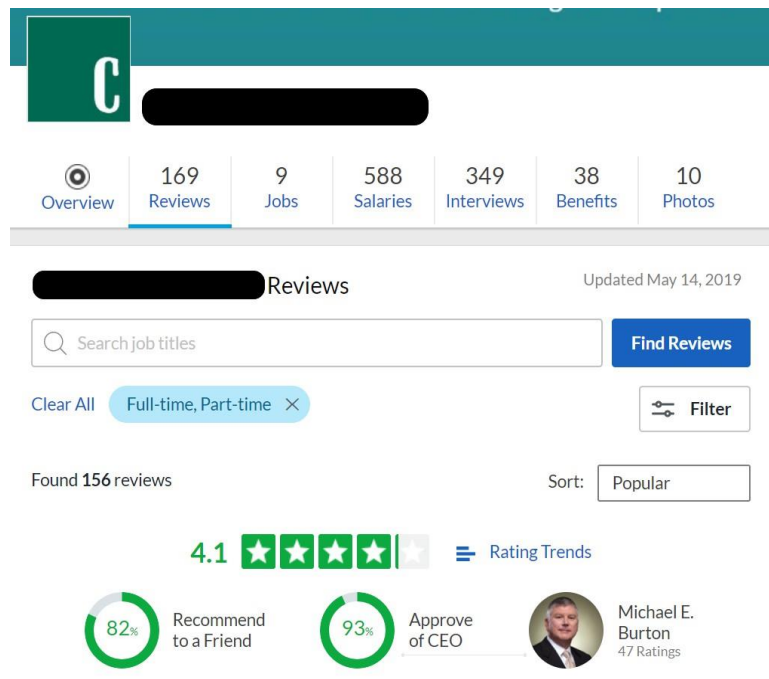 C
169 9 588 349 38 10
Overview Reviews Jobs Salaries Interviews Benefits Photos
Reviews Updated May 14, 2019
Search job titles Find Reviews
Clear All Full-time, Part-time Filter
Found 156 reviews Sort: Popular
4.1 Rating Trends
82% Recommend to a Friend
93% Approve of CEO
Michael E. Burton
47 Ratings